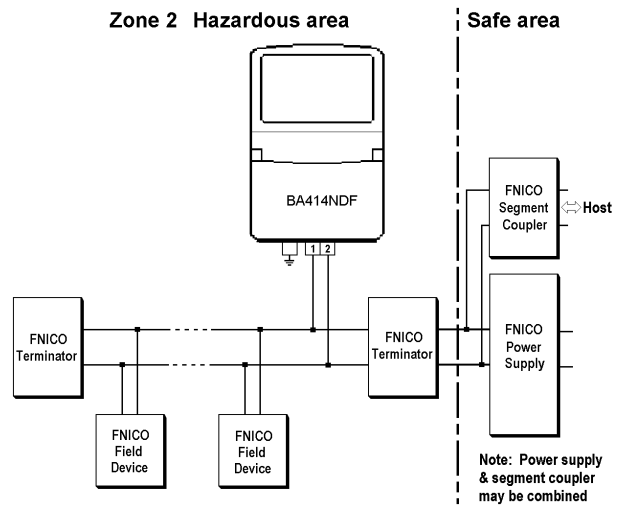 Zone 2 Hazardous area
Safe area
BA414NDF
1 2
FNICO
Segment
Coupler
Host
FNICO
Terminator
FNICO
Terminator
FNICO
Power
Supply
FNICO
Field
Device
FNICO
Field
Device
Note: Power supply
& segment coupler
may be combined